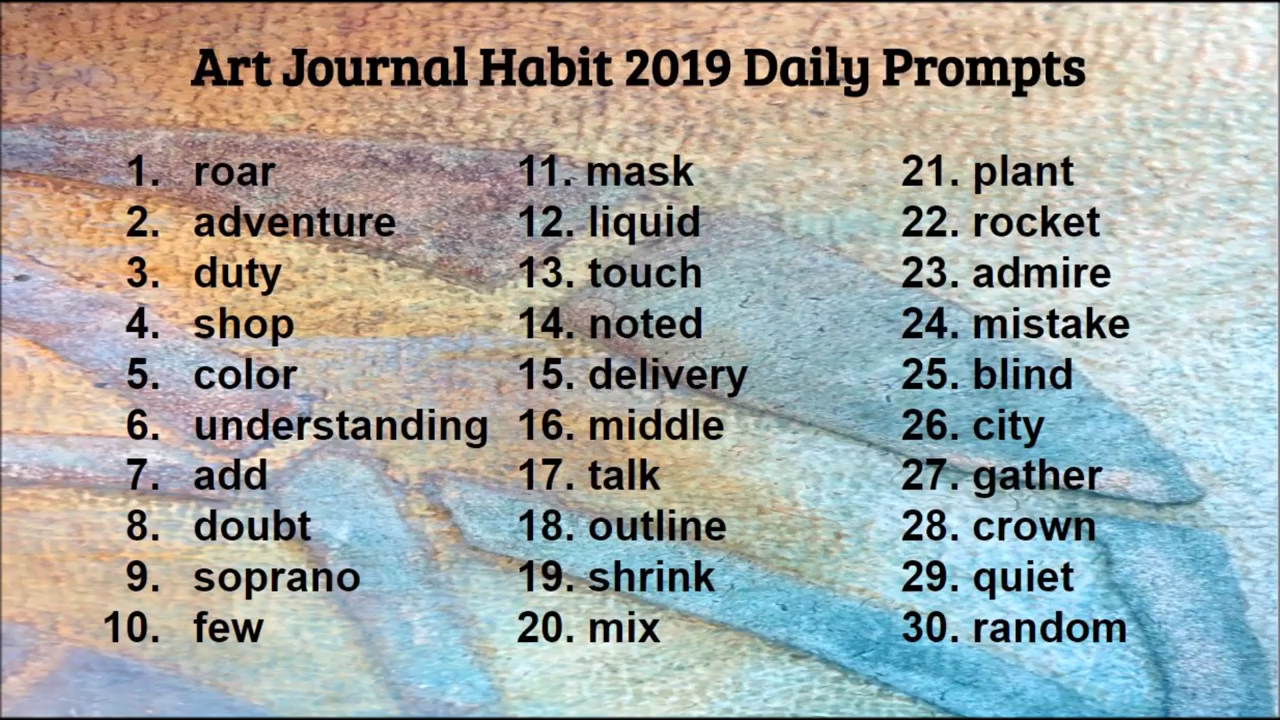 Art Journal Habit 2019 Daily Prompts
1. roar
2. adventure
3. duty
4. shop
5. color
6. understanding
7. add
8. doubt
9. soprano
10. few
11. mask
12. liquid
13. touch
14. noted
15. delivery
16. middle
17. talk
18. outline
19. shrink
20. mix
21. plant
22. rocket
23. admire
24. mistake
25. blind
26. city
27. gather
28. crown
29. quiet
30. random